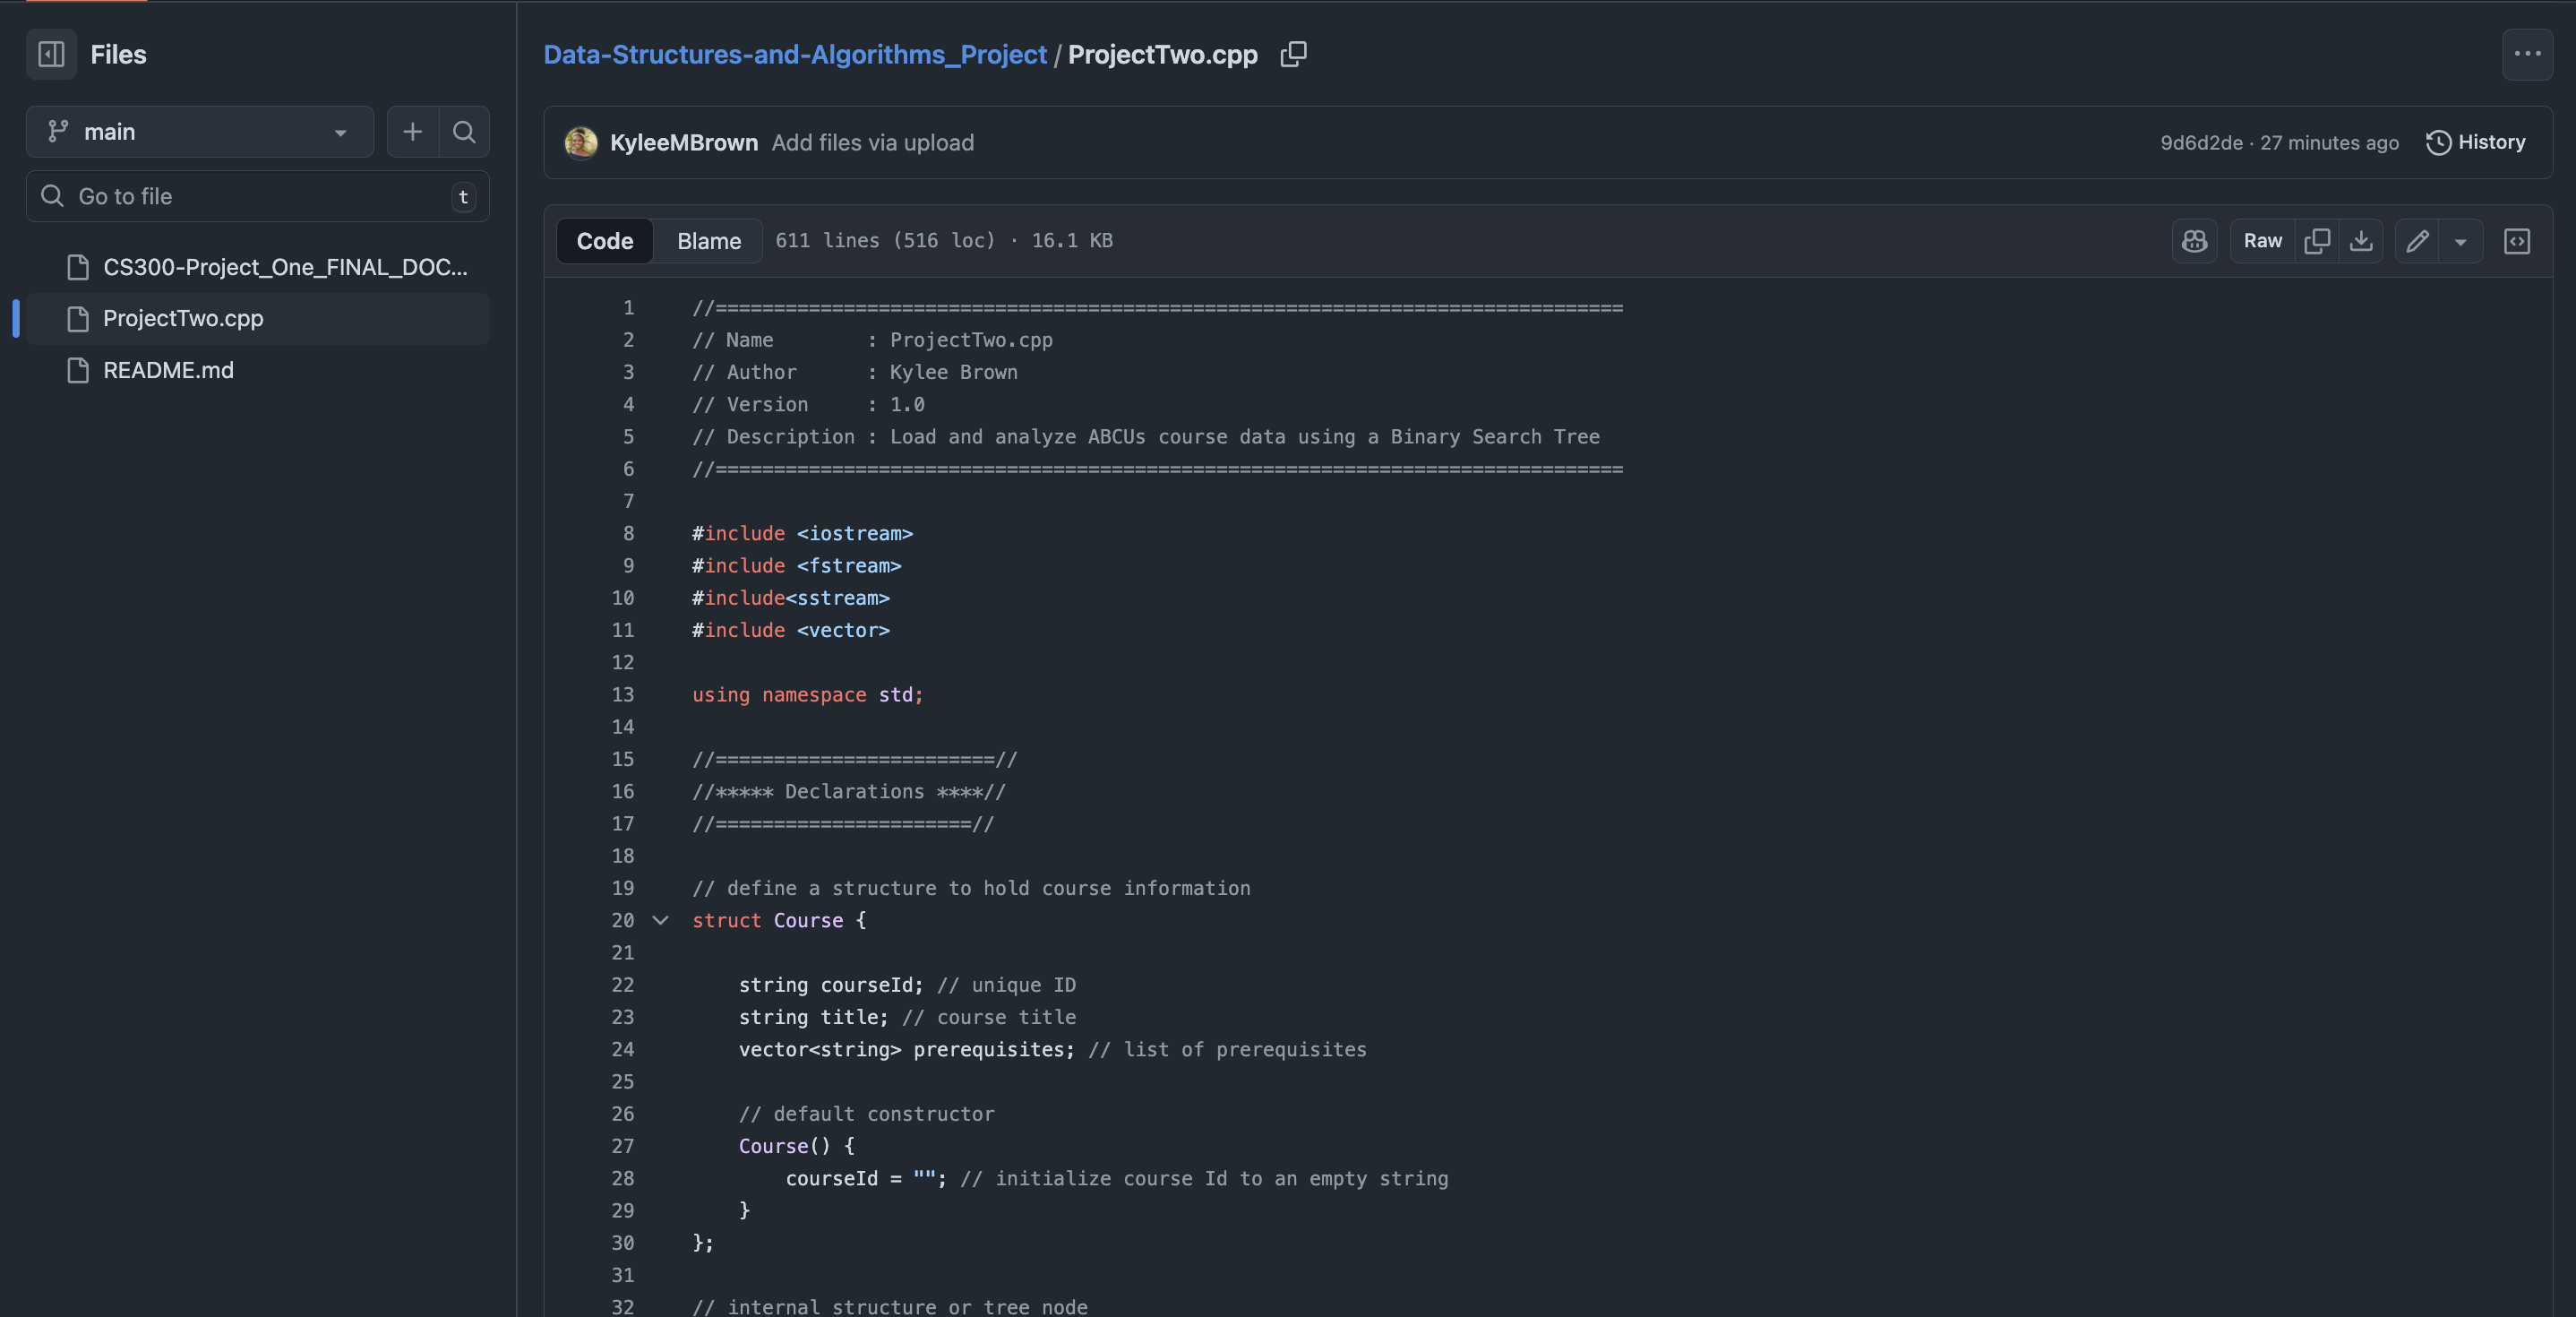 Files
main
Go to file
t
CS300-Project_One_FINAL_DOC...
ProjectTwo.cpp
README.md
Data-Structures-and-Algorithms_Project / ProjectTwo.cpp
KyleeMBrown Add files via upload
9d6d2de · 27 minutes ago History
Code Blame 611 lines (516 loc) · 16.1 KB
Raw
1 //==============================================================================
2 // Name        : ProjectTwo.cpp
3 // Author      : Kylee Brown
4 // Version     : 1.0
5 // Description : Load and analyze ABCUs course data using a Binary Search Tree
6 //==============================================================================
7
8 #include <iostream>
9 #include <fstream>
10 #include<sstream>
11 #include <vector>
12
13 using namespace std;
14
15 //========================//
16 //***** Declarations ****//
17 //======================//
18
19 // define a structure to hold course information
20 struct Course {
21
22     string courseId; // unique ID
23     string title; // course title
24     vector<string> prerequisites; // list of prerequisites
25
26     // default constructor
27     Course() {
28         courseId = ""; // initialize course Id to an empty string
29     }
30 };
31
32 // internal structure or tree node